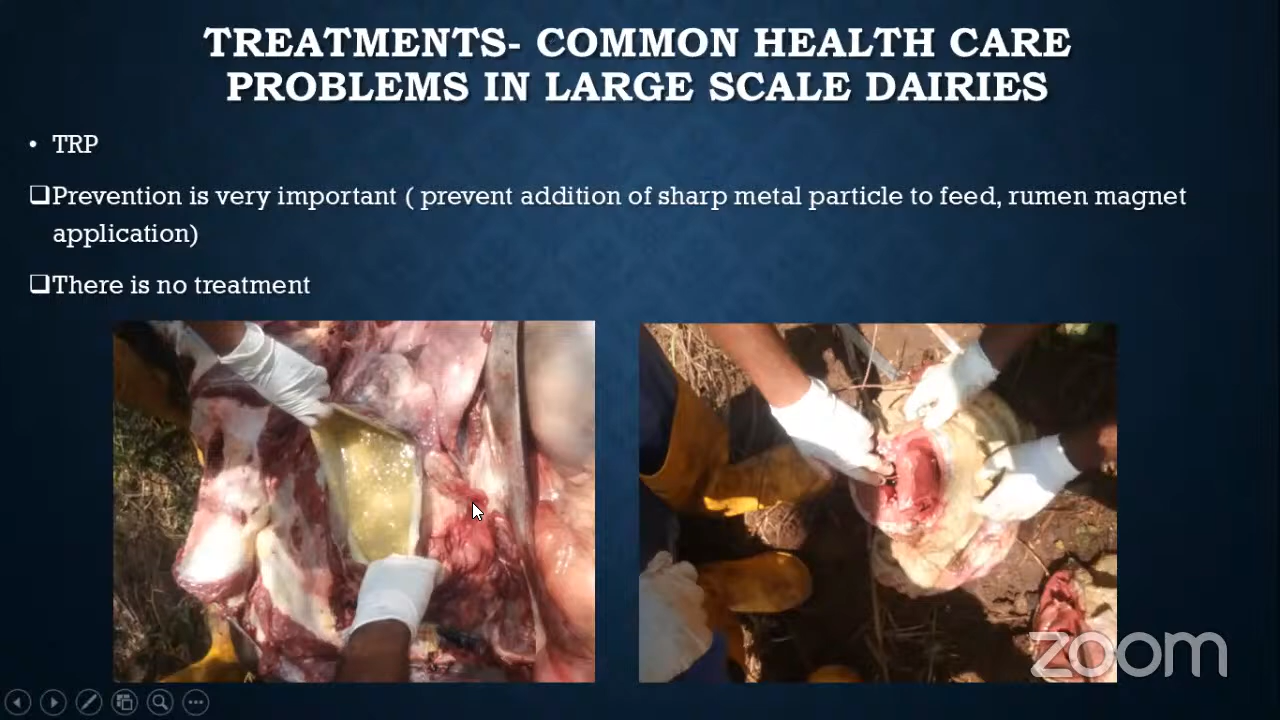 TREATMENTS- COMMON HEALTH CARE
PROBLEMS IN LARGE SCALE DAIRIES
• TRP
❑Prevention is very important ( prevent addition of sharp metal particle to feed, rumen magnet
application)
❑There is no treatment
zoom